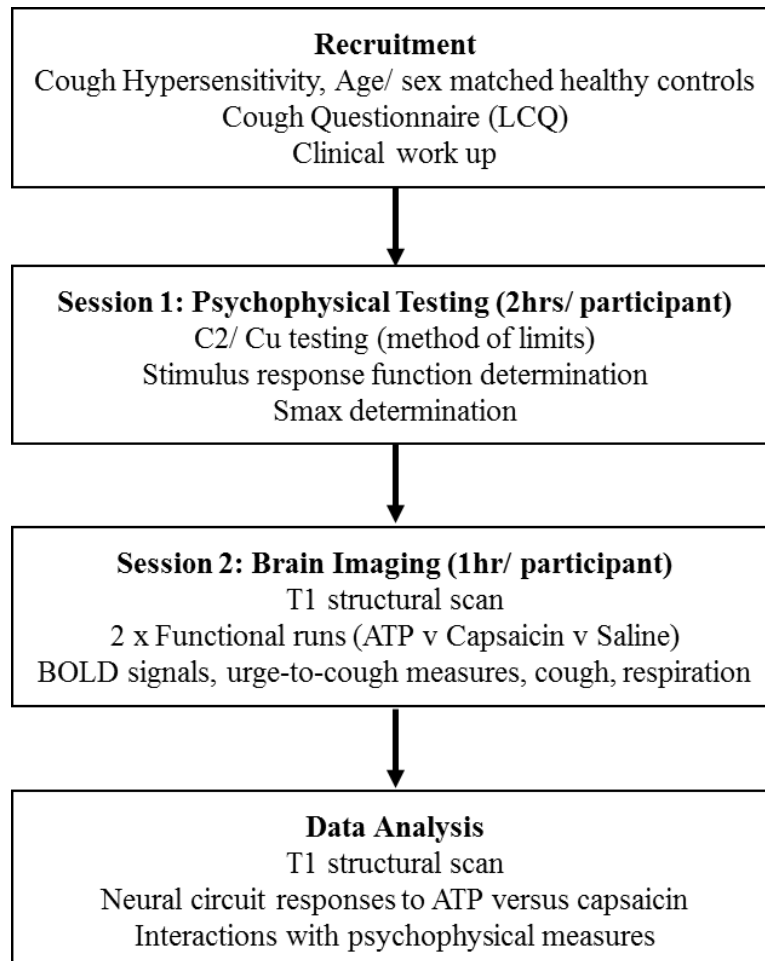 Recruitment
Cough Hypersensitivity, Age/ sex matched healthy controls
Cough Questionnaire (LCQ)
Clinical work up
Session 1: Psychophysical Testing (2hrs/ participant)
C2/ Cu testing (method of limits)
Stimulus response function determination
Smax determination
Session 2: Brain Imaging (1hr/ participant)
T1 structural scan
2 x Functional runs (ATP v Capsaicin v Saline)
BOLD signals, urge-to-cough measures, cough, respiration
Data Analysis
T1 structural scan
Neural circuit responses to ATP versus capsaicin
Interactions with psychophysical measures